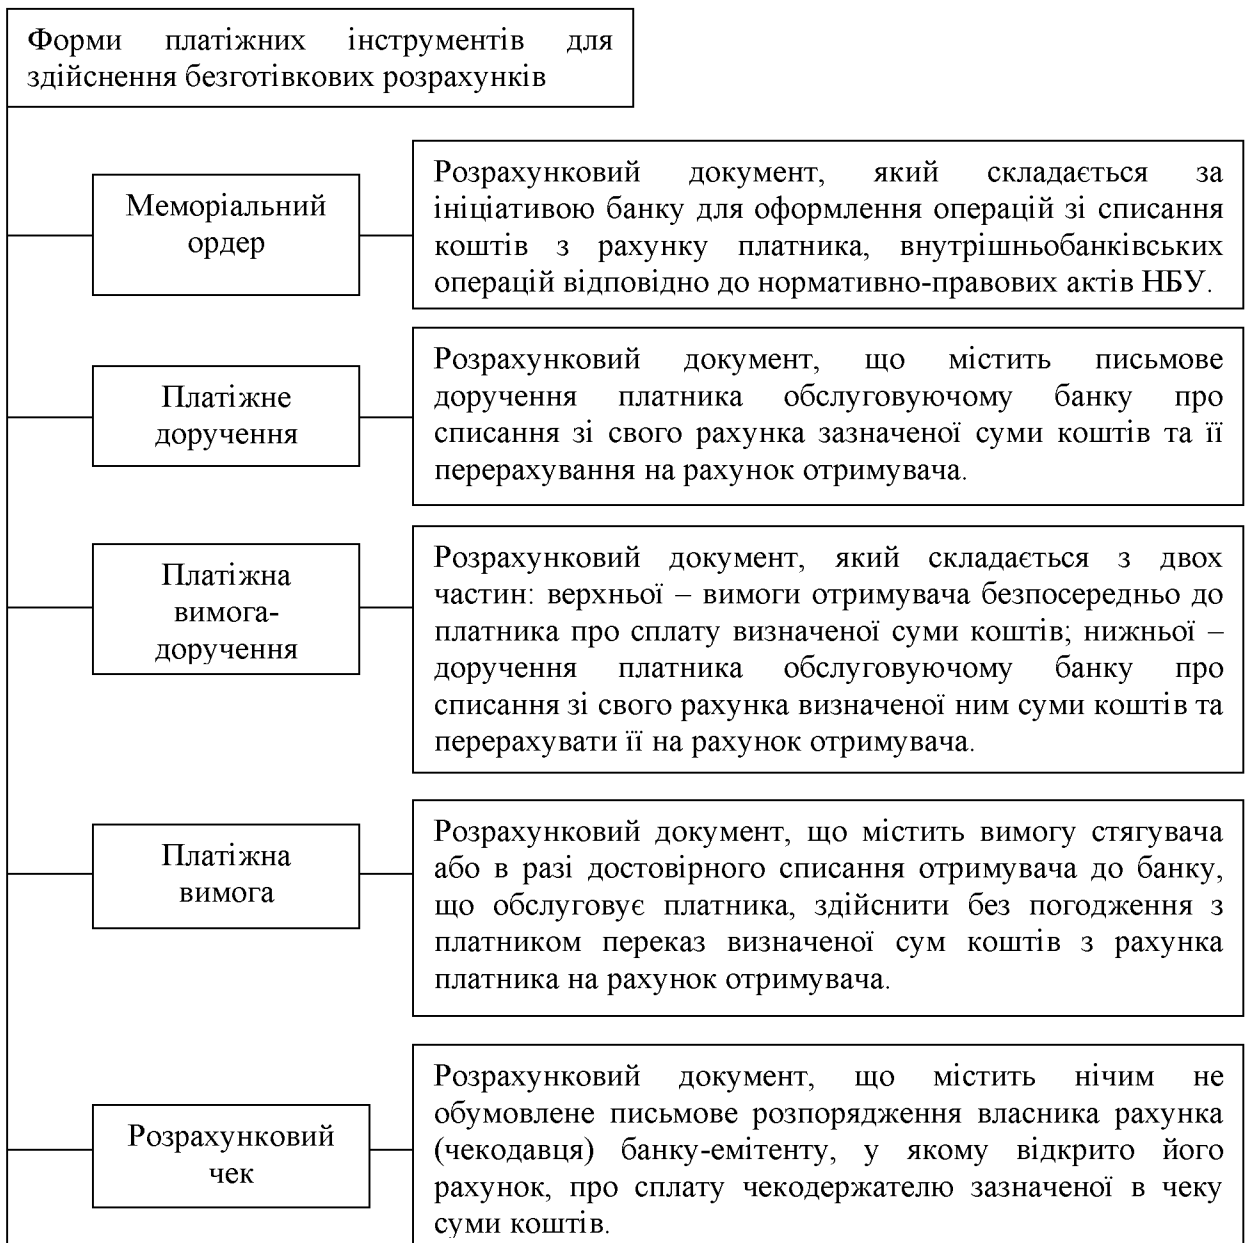 Форми платіжних інструментів для
здійснення безготівкових розрахунків
Меморіальний
ордер
Розрахунковий документ, який складається за
ініціативою банку для оформлення операцій зі списання
коштів з рахунку платника, внутрішньобанківських
операцій відповідно до нормативно-правових актів НБУ.
Платіжне
доручення
Розрахунковий документ, що містить письмове
доручення платника обслуговуючому банку про
списання зі свого рахунка зазначеної суми коштів та її
перерахування на рахунок отримувача.
Платіжна
вимога-
доручення
Розрахунковий документ, який складається з двох
частин: верхньої – вимоги отримувача безпосередньо до
платника про сплату визначеної суми коштів; нижньої –
доручення платника обслуговуючому банку про
списання зі свого рахунка визначеної ним суми коштів та
перерахувати її на рахунок отримувача.
Платіжна
вимога
Розрахунковий документ, що містить вимогу стягувача
або в разі достовірного списання отримувача до банку,
що обслуговує платника, здійснити без погодження з
платником переказ визначеної сум коштів з рахунка
платника на рахунок отримувача.
Розрахунковий
чек
Розрахунковий документ, що містить нічим не
обумовлене письмове розпорядження власника рахунка
(чекодавця) банку-емітенту, у якому відкрито його
рахунок, про сплату чекодержателю зазначеної в чеку
суми коштів.